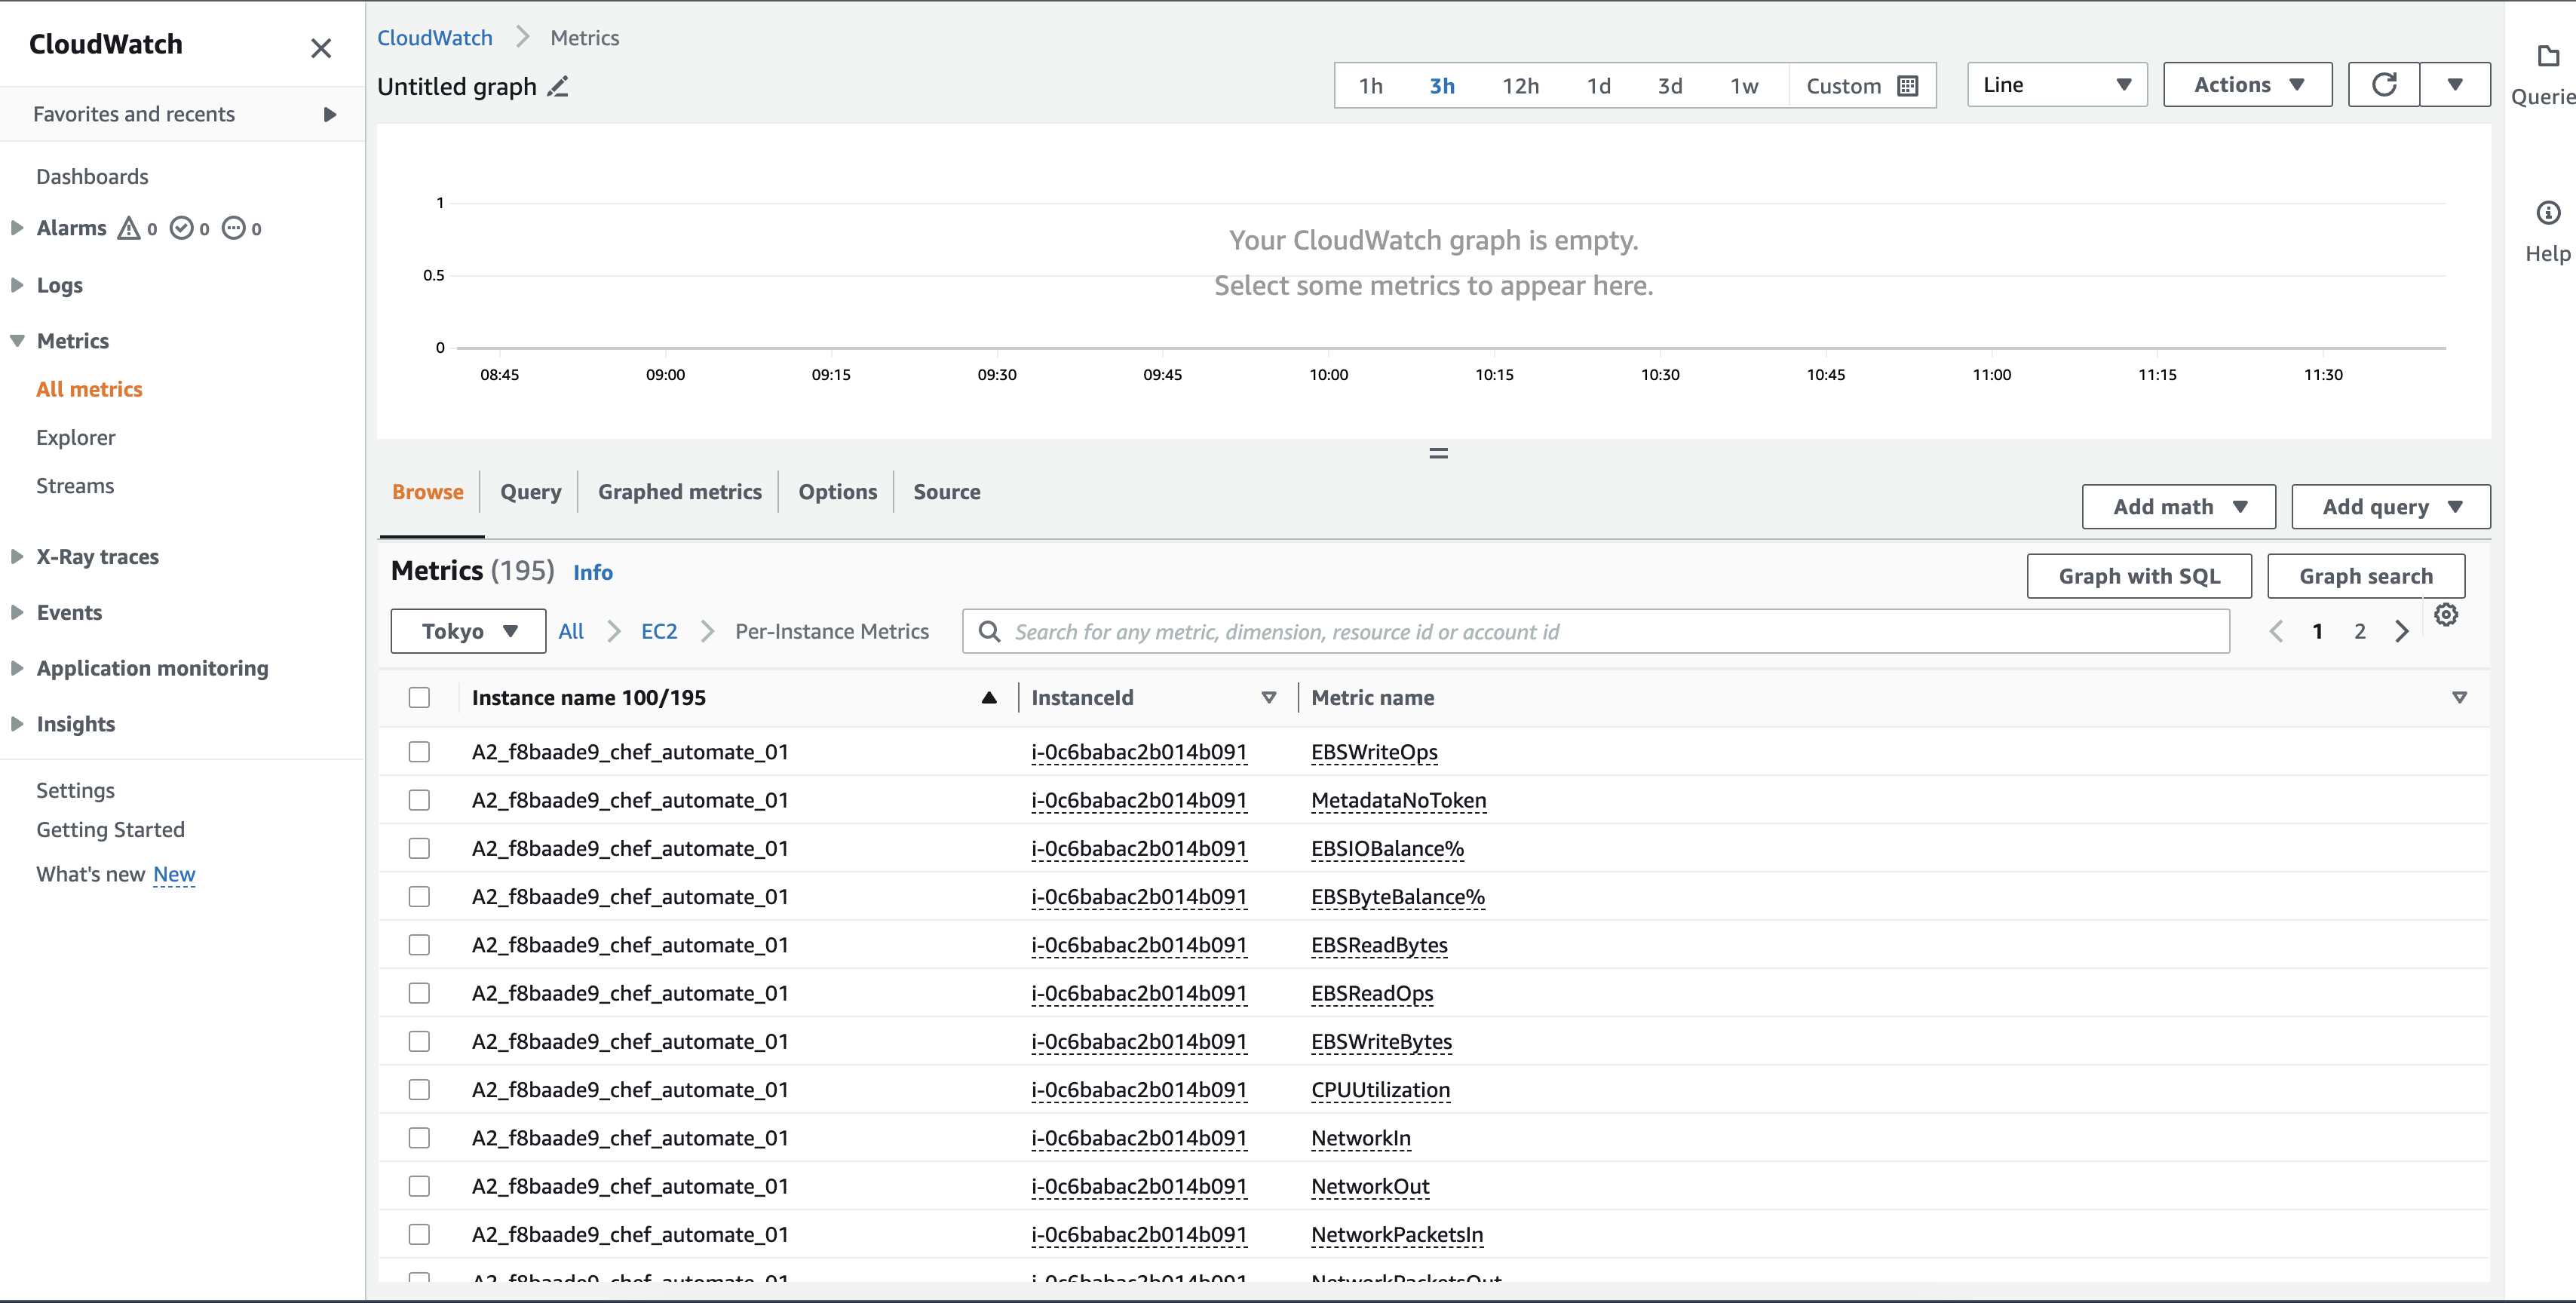 CloudWatch
Favorites and recents
Dashboards
Alarms 0 0 0
Logs
Metrics
All metrics
Explorer
Streams
X-Ray traces
Events
Application monitoring
Insights
Settings
Getting Started
What's new New
CloudWatch Metrics
Untitled graph
1h 3h 12h 1d 3d 1w Custom
Line
Actions
1
0.5
0
Your CloudWatch graph is empty.
Select some metrics to appear here.
08:45 09:00 09:15 09:30 09:45 10:00 10:15 10:30 10:45 11:00 11:15 11:30
Browse Query Graphed metrics Options Source
Add math Add query
Metrics (195) Info
Graph with SQL Graph search
Tokyo All EC2 Per-Instance Metrics
Search for any metric, dimension, resource id or account id
1 2
Instance name 100/195 InstanceId Metric name
A2_f8baade9_chef_automate_01 i-0c6babac2b014b091 EBSWriteOps
A2_f8baade9_chef_automate_01 i-0c6babac2b014b091 MetadataNoToken
A2_f8baade9_chef_automate_01 i-0c6babac2b014b091 EBSIOBalance%
A2_f8baade9_chef_automate_01 i-0c6babac2b014b091 EBSByteBalance%
A2_f8baade9_chef_automate_01 i-0c6babac2b014b091 EBSReadBytes
A2_f8baade9_chef_automate_01 i-0c6babac2b014b091 EBSReadOps
A2_f8baade9_chef_automate_01 i-0c6babac2b014b091 EBSWriteBytes
A2_f8baade9_chef_automate_01 i-0c6babac2b014b091 CPUUtilization
A2_f8baade9_chef_automate_01 i-0c6babac2b014b091 NetworkIn
A2_f8baade9_chef_automate_01 i-0c6babac2b014b091 NetworkOut
A2_f8baade9_chef_automate_01 i-0c6babac2b014b091 NetworkPacketsIn
A2_f8baade9_chef_automate_01 i-0c6babac2b014b091 NetworkPacketsOut
Querie
Help